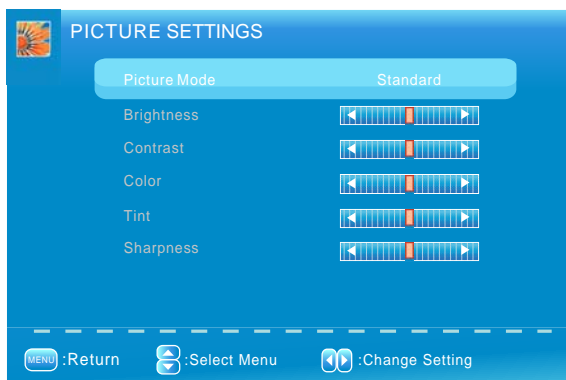 PICTURE SETTINGS
Picture Mode Standard
Brightness
Contrast
Color
Tint
Sharpness
MENU :Return :Select Menu :Change Setting